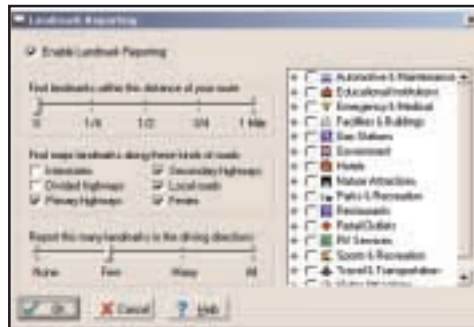 Landmark Reporting
Enable Landmark Reporting
Find landmarks within this distance of your route
0 1/4 1/2 3/4 1 Mile
Find major landmarks along these kinds of roads
Interstates
Divided highways
Primary highways
Secondary highways
Local roads
Ferries
Report this many landmarks in the driving directions
None Few Many All
OK
Cancel
Help
Automotive & Maintenance
Educational Institutions
Emergency & Medical
Facilities & Buildings
Gas Stations
Government
Hotels
Nature Attractions
Parks & Recreation
Restaurants
Retail Outlets
RV Services
Sports & Recreation
Travel & Transportation